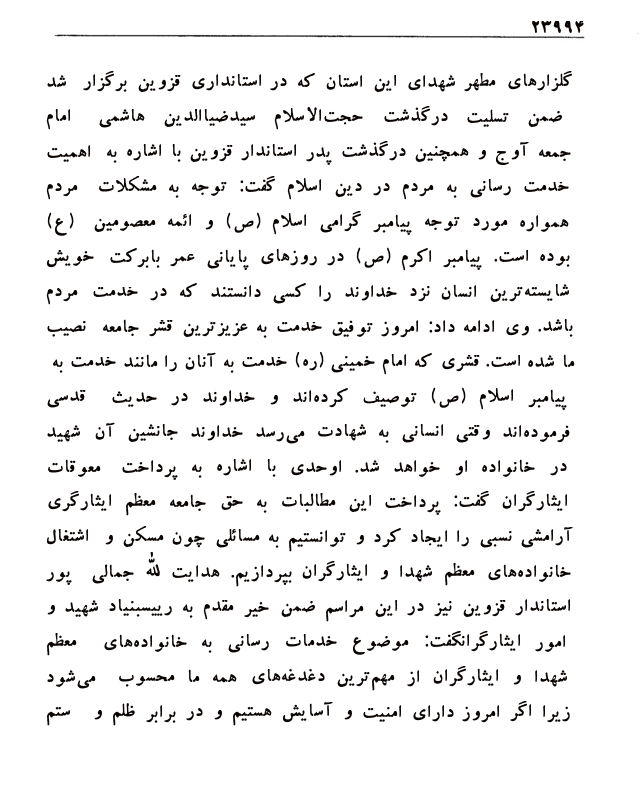 ۲۳۹۹۴
گلزارهای مطهر شهدای این استان که در استانداری قزوین برگزار شد
ضمن تسلیت درگذشت حجت‌الاسلام سیدضیاالدین هاشمی امام
جمعه آوج و همچنین درگذشت پدر استاندار قزوین با اشاره به اهمیت
خدمت رسانی به مردم در دین اسلام گفت: توجه به مشکلات مردم
همواره مورد توجه پیامبر گرامی اسلام (ص) و ائمه معصومین (ع)
بوده است. پیامبر اکرم (ص) در روزهای پایانی عمر بابرکت خویش
شایسته‌ترین انسان نزد خداوند را کسی دانستند که در خدمت مردم
باشد. وی ادامه داد: امروز توفیق خدمت به عزیزترین قشر جامعه نصیب
ما شده است. قشری که امام خمینی (ره) خدمت به آنان را مانند خدمت به
پیامبر اسلام (ص) توصیف کرده‌اند و خداوند در حدیث قدسی
فرموده‌اند وقتی انسانی به شهادت می‌رسد خداوند جانشین آن شهید
در خانواده او خواهد شد. اوحدی با اشاره به پرداخت معوقات
ایثارگران گفت: پرداخت این مطالبات به حق جامعه معظم ایثارگری
آرامشی نسبی را ایجاد کرد و توانستیم به مسائلی چون مسکن و اشتغال
خانواده‌های معظم شهدا و ایثارگران بپردازیم. هدایت الله جمالی پور
استاندار قزوین نیز در این مراسم ضمن خیر مقدم به رییسبنیاد شهید و
امور ایثارگرانگفت: موضوع خدمات رسانی به خانواده‌های معظم
شهدا و ایثارگران از مهم‌ترین دغدغه‌های همه ما محسوب می‌شود
زیرا اگر امروز دارای امنیت و آسایش هستیم و در برابر ظلم و ستم